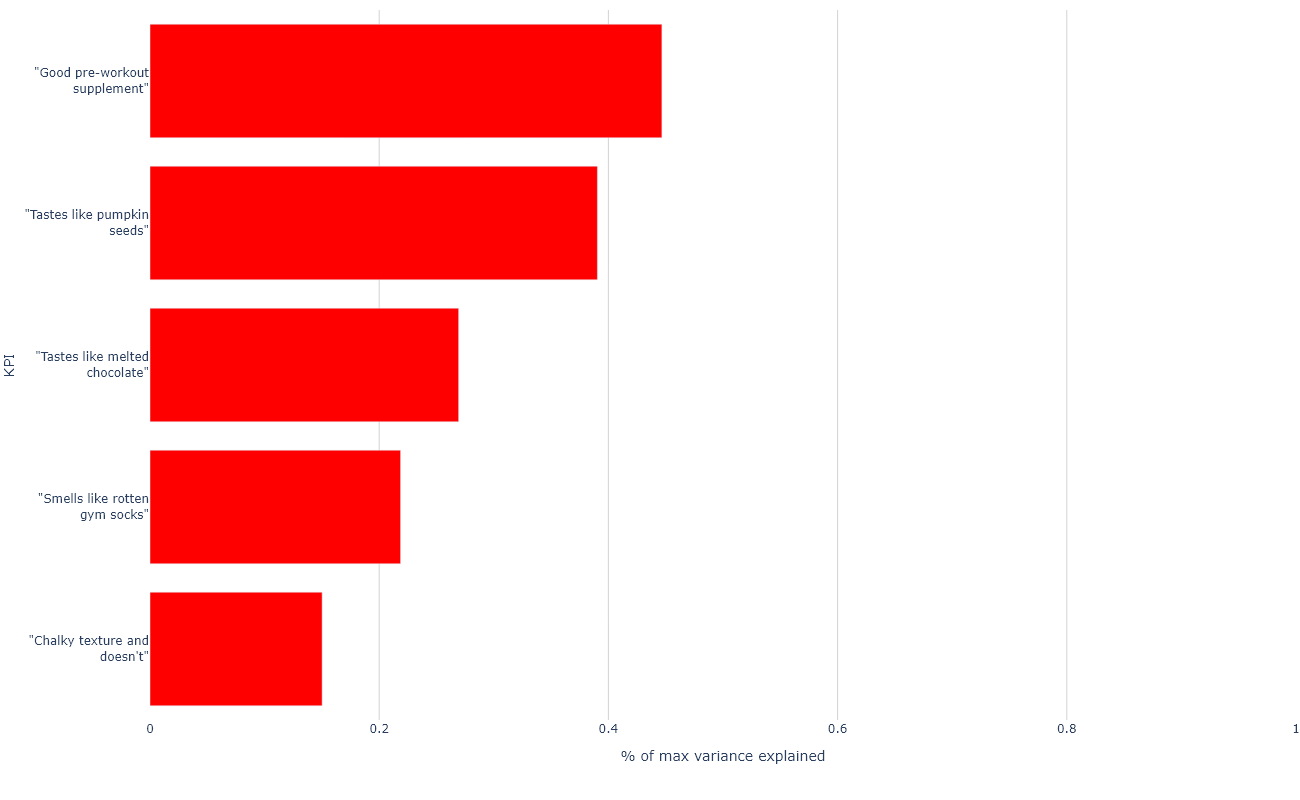 "Good pre-workout
supplement"
"Tastes like pumpkin
seeds"
"Tastes like melted
chocolate"
"Smells like rotten
gym socks"
"Chalky texture and
doesn't"
KPI
0
0.2
0.4
0.6
0.8
1
% of max variance explained